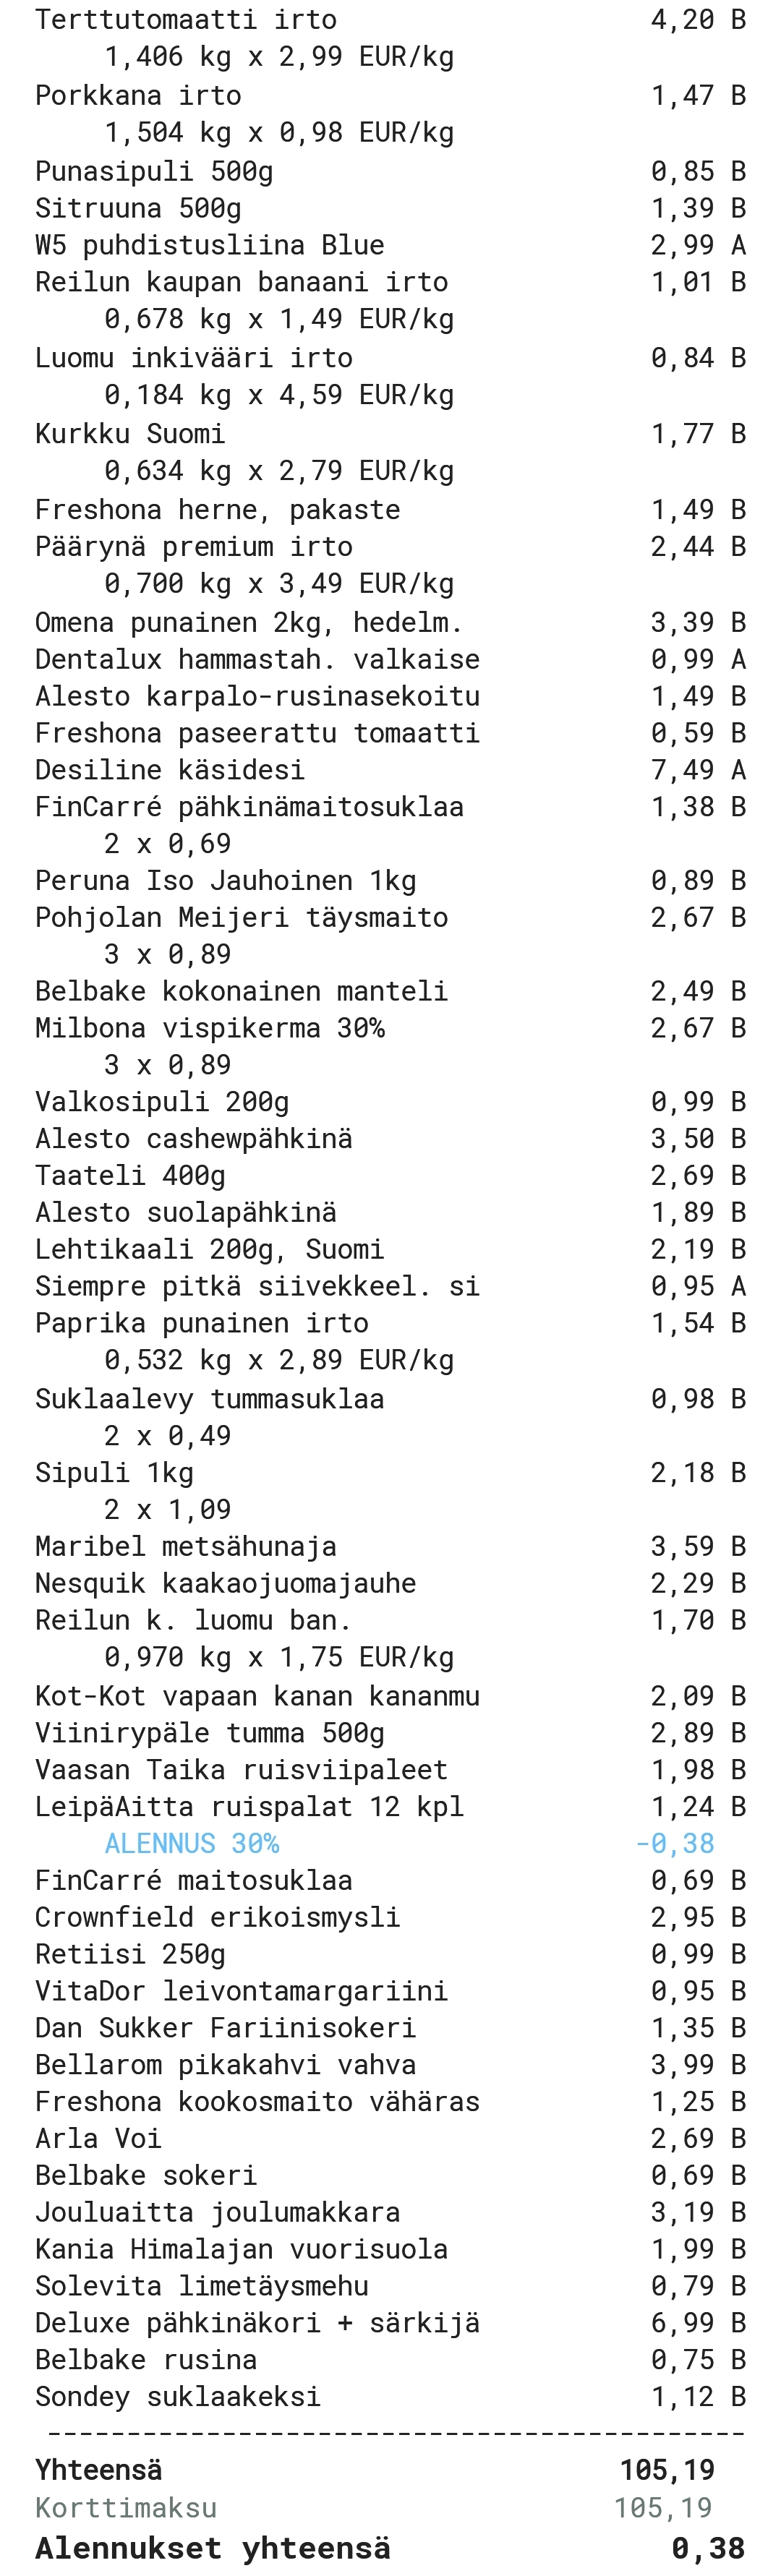 Terttutomaatti irto 4,20 B
1,406 kg x 2,99 EUR/kg
Porkkana irto 1,47 B
1,504 kg x 0,98 EUR/kg
Punasipuli 500g 0,85 B
Sitruuna 500g 1,39 B
W5 puhdistusliina Blue 2,99 A
Reilun kaupan banaani irto 1,01 B
0,678 kg x 1,49 EUR/kg
Luomu inkivääri irto 0,84 B
0,184 kg x 4,59 EUR/kg
Kurkku Suomi 1,77 B
0,634 kg x 2,79 EUR/kg
Freshona herne, pakaste 1,49 B
Päärynä premium irto 2,44 B
0,700 kg x 3,49 EUR/kg
Omena punainen 2kg, hedelm. 3,39 B
Dentalux hammastah. valkaise 0,99 A
Alesto karpalo-rusinasekoitu 1,49 B
Freshona paseerattu tomaatti 0,59 B
Desiline käsidesi 7,49 A
FinCarré pähkinämaitosuklaa 1,38 B
2 x 0,69
Peruna Iso Jauhoinen 1kg 0,89 B
Pohjolan Meijeri täysmaito 2,67 B
3 x 0,89
Belbake kokonainen manteli 2,49 B
Milbona vispikerma 30% 2,67 B
3 x 0,89
Valkosipuli 200g 0,99 B
Alesto cashewpähkinä 3,50 B
Taateli 400g 2,69 B
Alesto suolapähkinä 1,89 B
Lehtikaali 200g, Suomi 2,19 B
Siempre pitkä siivekkeel. si 0,95 A
Paprika punainen irto 1,54 B
0,532 kg x 2,89 EUR/kg
Suklaalevy tummasuklaa 0,98 B
2 x 0,49
Sipuli 1kg 2,18 B
2 x 1,09
Maribel metsähunaja 3,59 B
Nesquik kaakaojuomajauhe 2,29 B
Reilun k. luomu ban. 1,70 B
0,970 kg x 1,75 EUR/kg
Kot-Kot vapaan kanan kananmu 2,09 B
Viinirypäle tumma 500g 2,89 B
Vaasan Taika ruisviipaleet 1,98 B
LeipäAitta ruispalat 12 kpl 1,24 B
ALENNUS 30% -0,38
FinCarré maitosuklaa 0,69 B
Crownfield erikoismysli 2,95 B
Retiisi 250g 0,99 B
VitaDor leivontamargariini 0,95 B
Dan Sukker Fariinisokeri 1,35 B
Bellarom pikakahvi vahva 3,99 B
Freshona kookosmaito vähäras 1,25 B
Arla Voi 2,69 B
Belbake sokeri 0,69 B
Jouluaitta joulumakkara 3,19 B
Kania Himalajan vuorisuola 1,99 B
Solevita limetäysmehu 0,79 B
Deluxe pähkinäkori + särkijä 6,99 B
Belbake rusina 0,75 B
Sondey suklaakeksi 1,12 B
--------------------------------------------
Yhteensä 105,19
Korttimaksu 105,19
Alennukset yhteensä 0,38